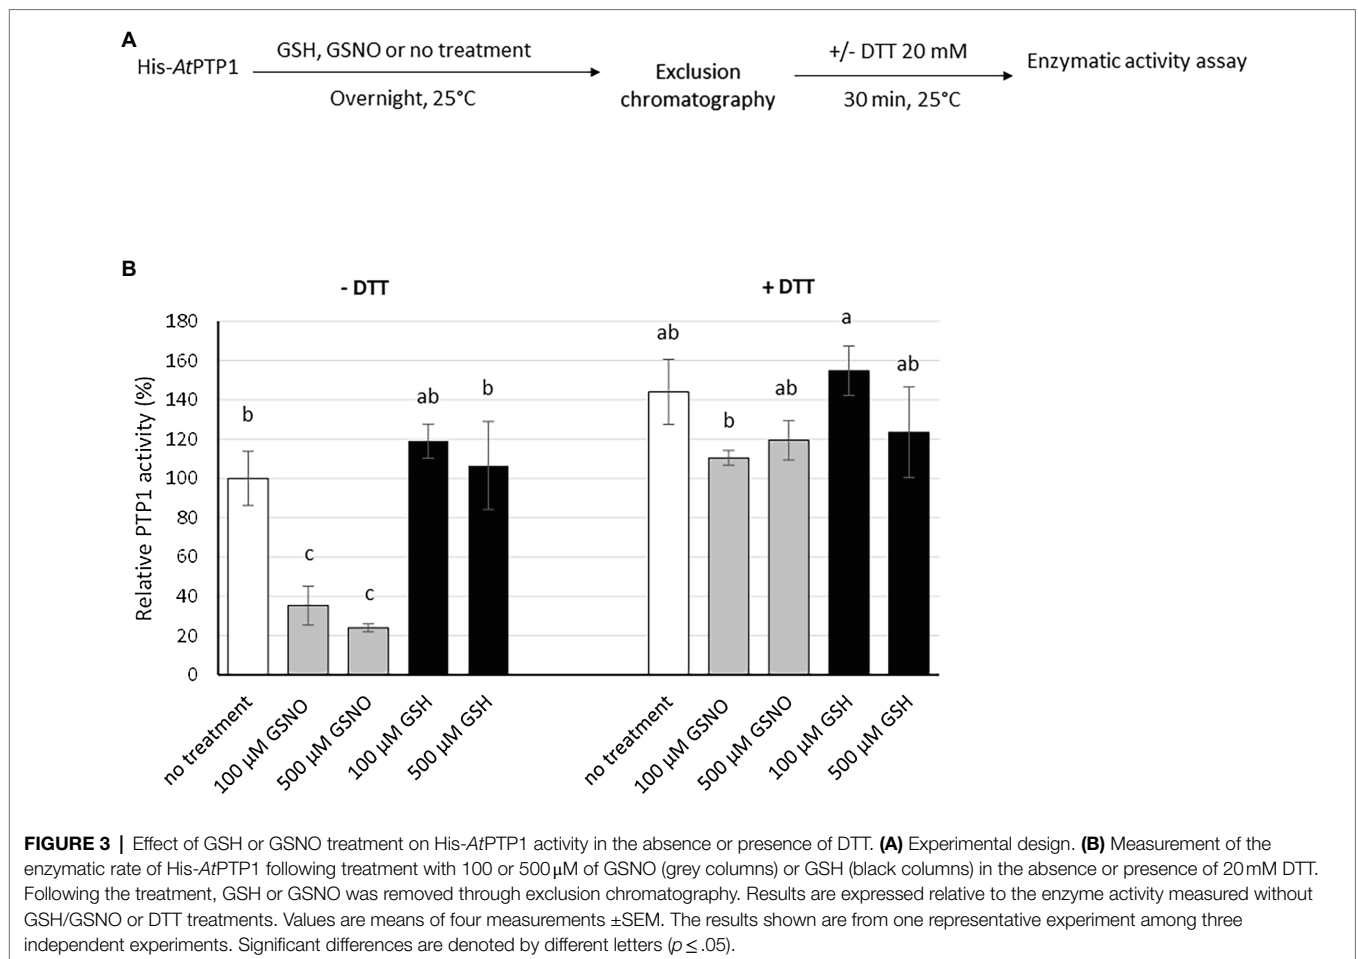 A
His-AtPTP1
GSH, GSNO or no treatment
Overnight, 25°C
Exclusion
chromatography
+/- DTT 20 mM
30 min, 25°C
Enzymatic activity assay
B
- DTT
+ DTT
Relative PTP1 activity (%)
180
160
140
120
100
80
60
40
20
0
b
c
c
ab
b
ab
b
ab
a
ab
no treatment
100 µM GSNO
500 µM GSNO
100 µM GSH
500 µM GSH
no treatment
100 µM GSNO
500 µM GSNO
100 µM GSH
500 µM GSH
FIGURE 3 | Effect of GSH or GSNO treatment on His-AtPTP1 activity in the absence or presence of DTT. (A) Experimental design. (B) Measurement of the
enzymatic rate of His-AtPTP1 following treatment with 100 or 500 µM of GSNO (grey columns) or GSH (black columns) in the absence or presence of 20 mM DTT.
Following the treatment, GSH or GSNO was removed through exclusion chromatography. Results are expressed relative to the enzyme activity measured without
GSH/GSNO or DTT treatments. Values are means of four measurements ±SEM. The results shown are from one representative experiment among three
independent experiments. Significant differences are denoted by different letters (p ≤ .05).